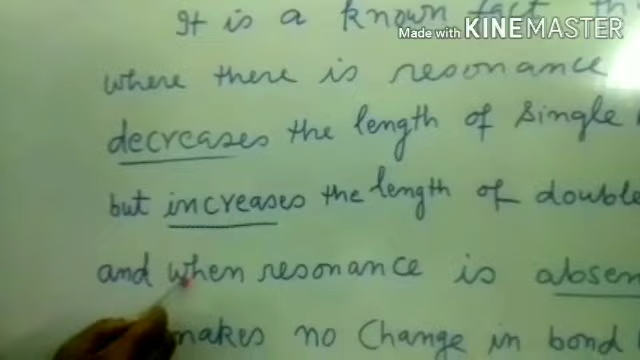 It is a known fact
Made with KINEMASTER
where there is resonance
decreases the length of single
but increases the length of double
and when resonance is absen
makes no Change in bond